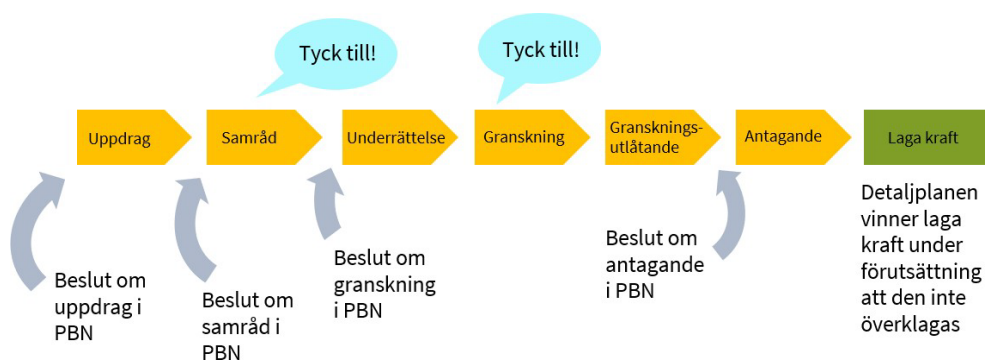 Tyck till!
Tyck till!
Uppdrag
Samråd
Underrättelse
Granskning
Gransknings-
utlåtande
Antagande
Laga kraft
Beslut om
uppdrag i
PBN
Beslut om
samråd i
PBN
Beslut om
granskning
i PBN
Beslut om
antagande
i PBN
Detaljplanen
vinner laga
kraft under
förutsättning
att den inte
överklagas